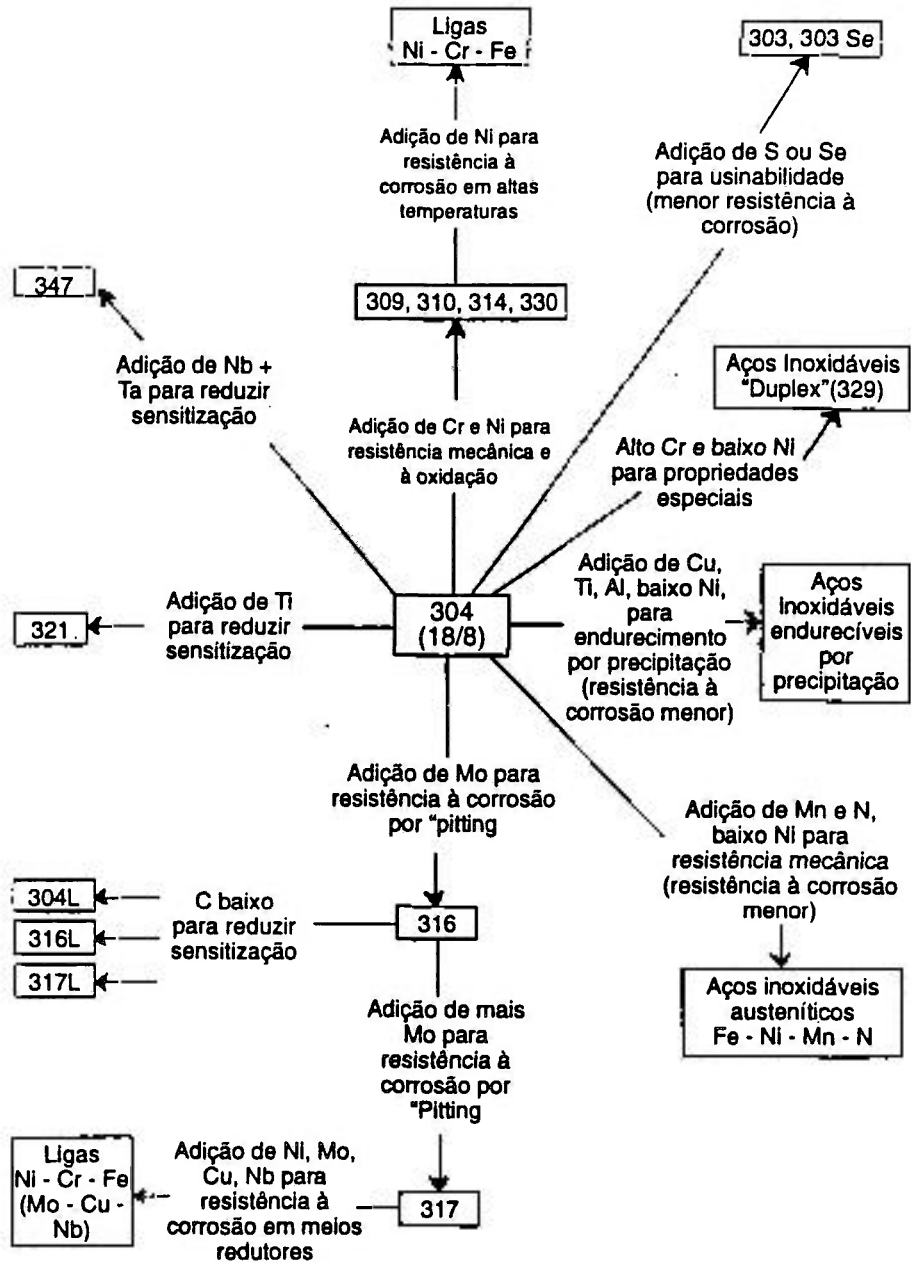 Ligas
Ni - Cr - Fe
303, 303 Se
Adição de Ni para
resistência à
corrosão em altas
temperaturas
Adição de S ou Se
para usinabilidade
(menor resistência à
corrosão)
347
309, 310, 314, 330
Adição de Nb +
Ta para reduzir
sensitização
Adição de Cr e Ni para
resistência mecânica e
à oxidação
Aços Inoxidáveis
"Duplex"(329)
Alto Cr e baixo Ni
para propriedades
especiais
321.
Adição de Ti
para reduzir
sensitização
304
(18/8)
Adição de Cu,
Ti, Al, baixo Ni,
para
endurecimento
por precipitação
(resistência à
corrosão menor)
Aços
Inoxidáveis
endurecíveis
por
precipitação
Adição de Mo para
resistência à corrosão
por "pitting
Adição de Mn e N,
baixo Ni para
resistência mecânica
(resistência à corrosão
menor)
304L
316L
317L
C baixo
para reduzir
sensitização
316
Aços inoxidáveis
austeníticos
Fe - Ni - Mn - N
Adição de mais
Mo para
resistência à
corrosão por
"Pitting
Ligas
Ni - Cr - Fe
(Mo - Cu -
Nb)
Adição de Ni, Mo,
Cu, Nb para
resistência à
corrosão em meios
redutores
317